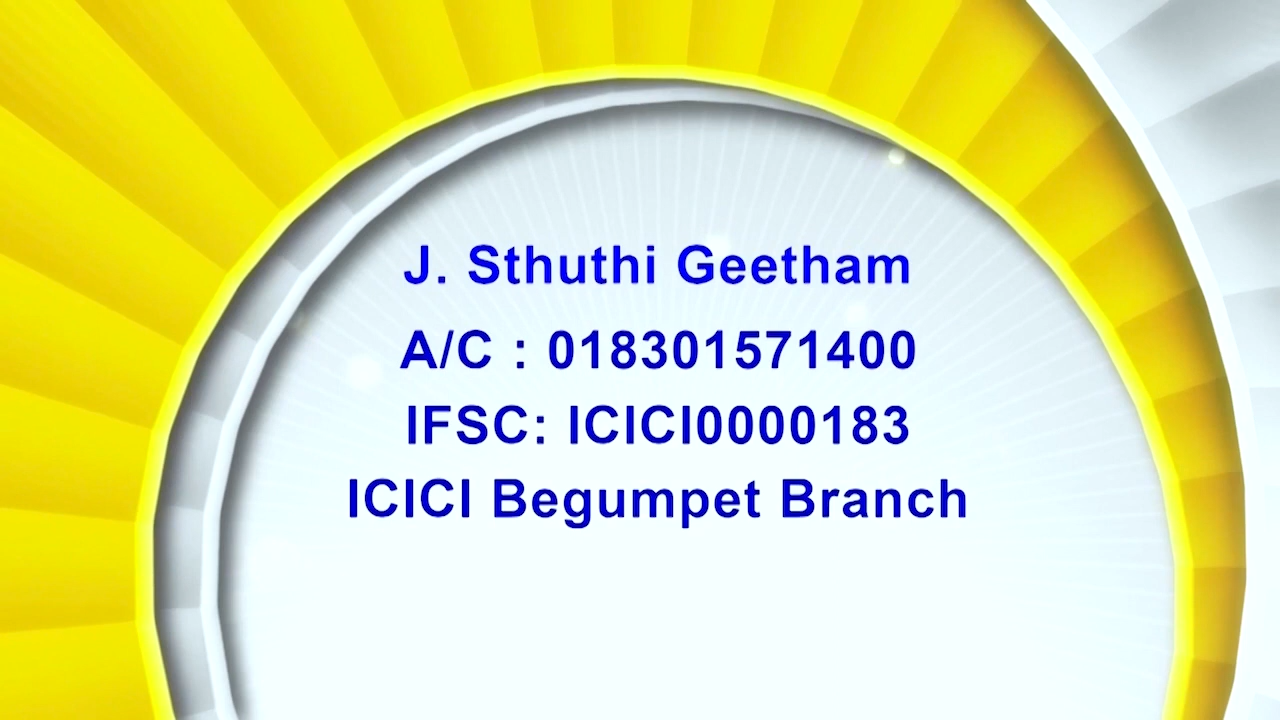 J. Sthuthi Geetham
A/C : 018301571400
IFSC: ICICI0000183
ICICI Begumpet Branch